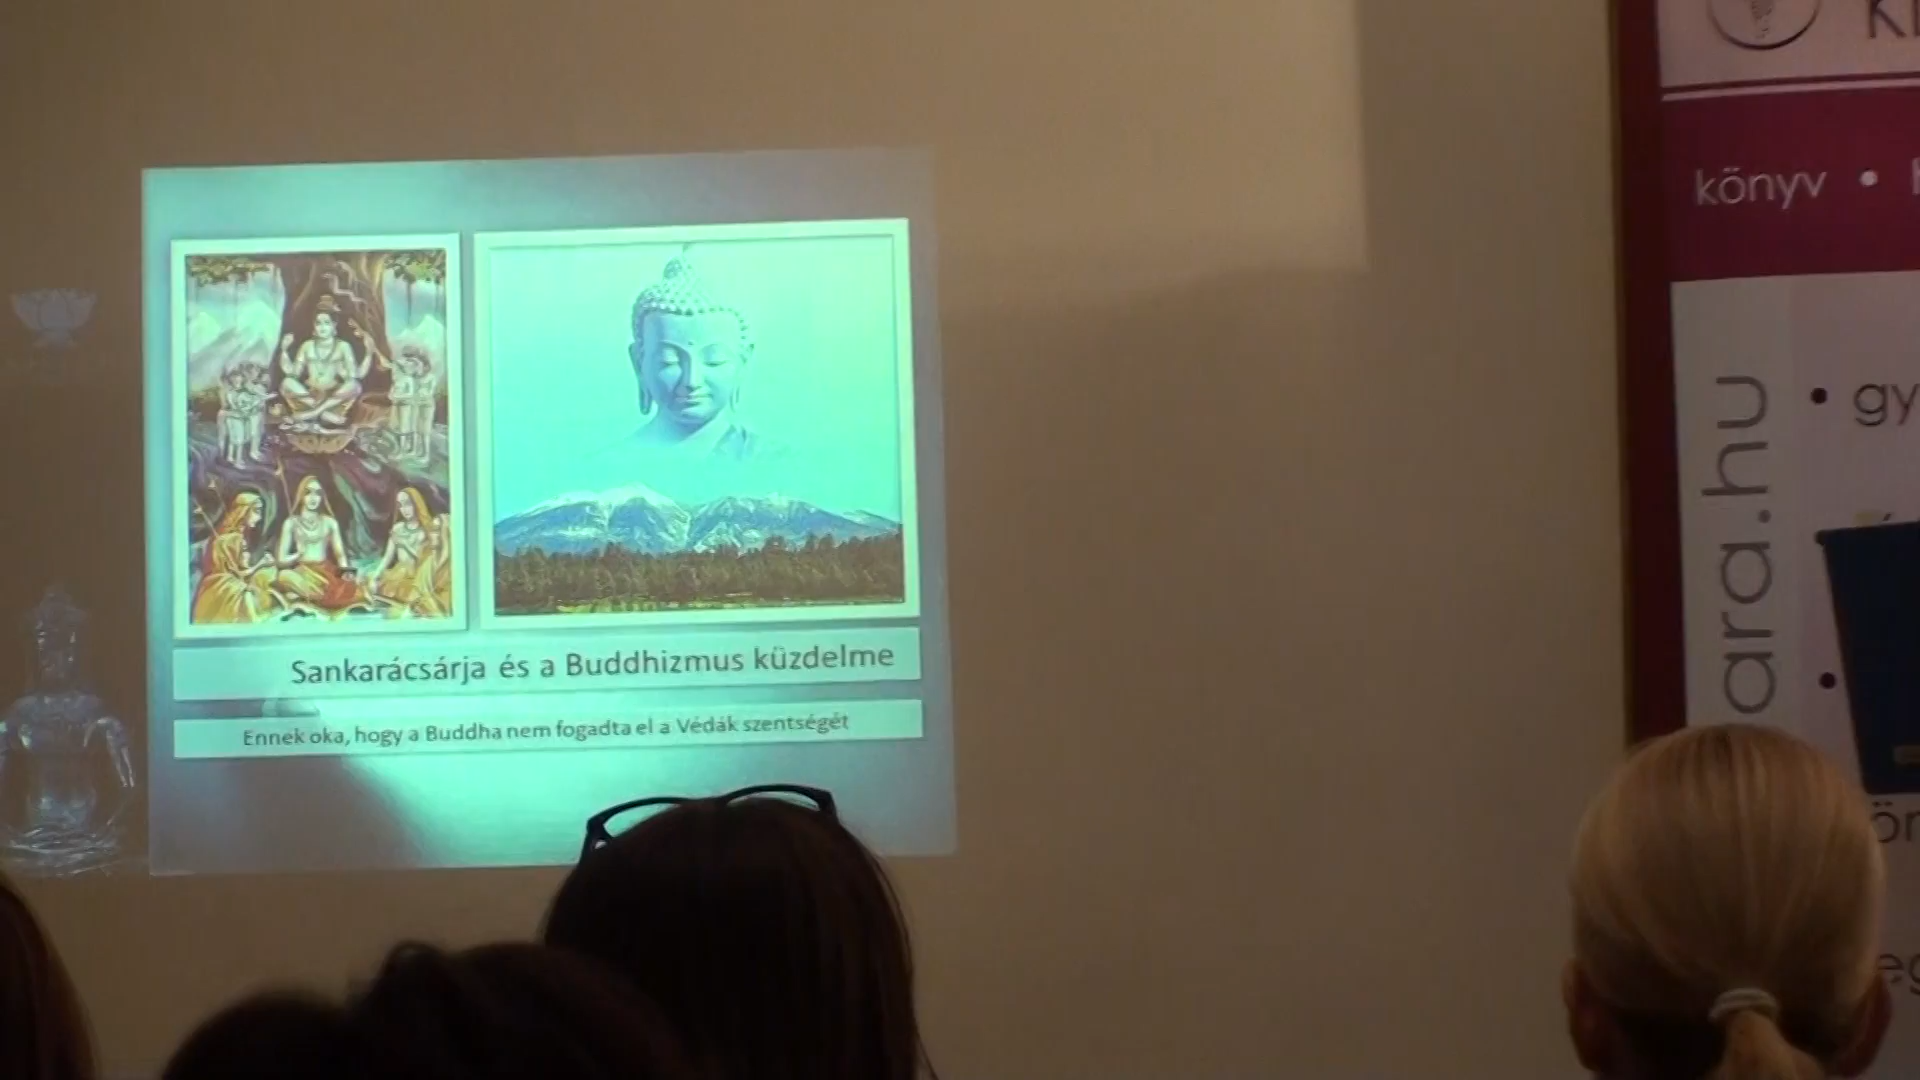 Sankarácsárja és a Buddhizmus küzdelme
Ennek oka, hogy a Buddha nem fogadta el a Védák szentségét
könyv •
ara.hu
• gy
•